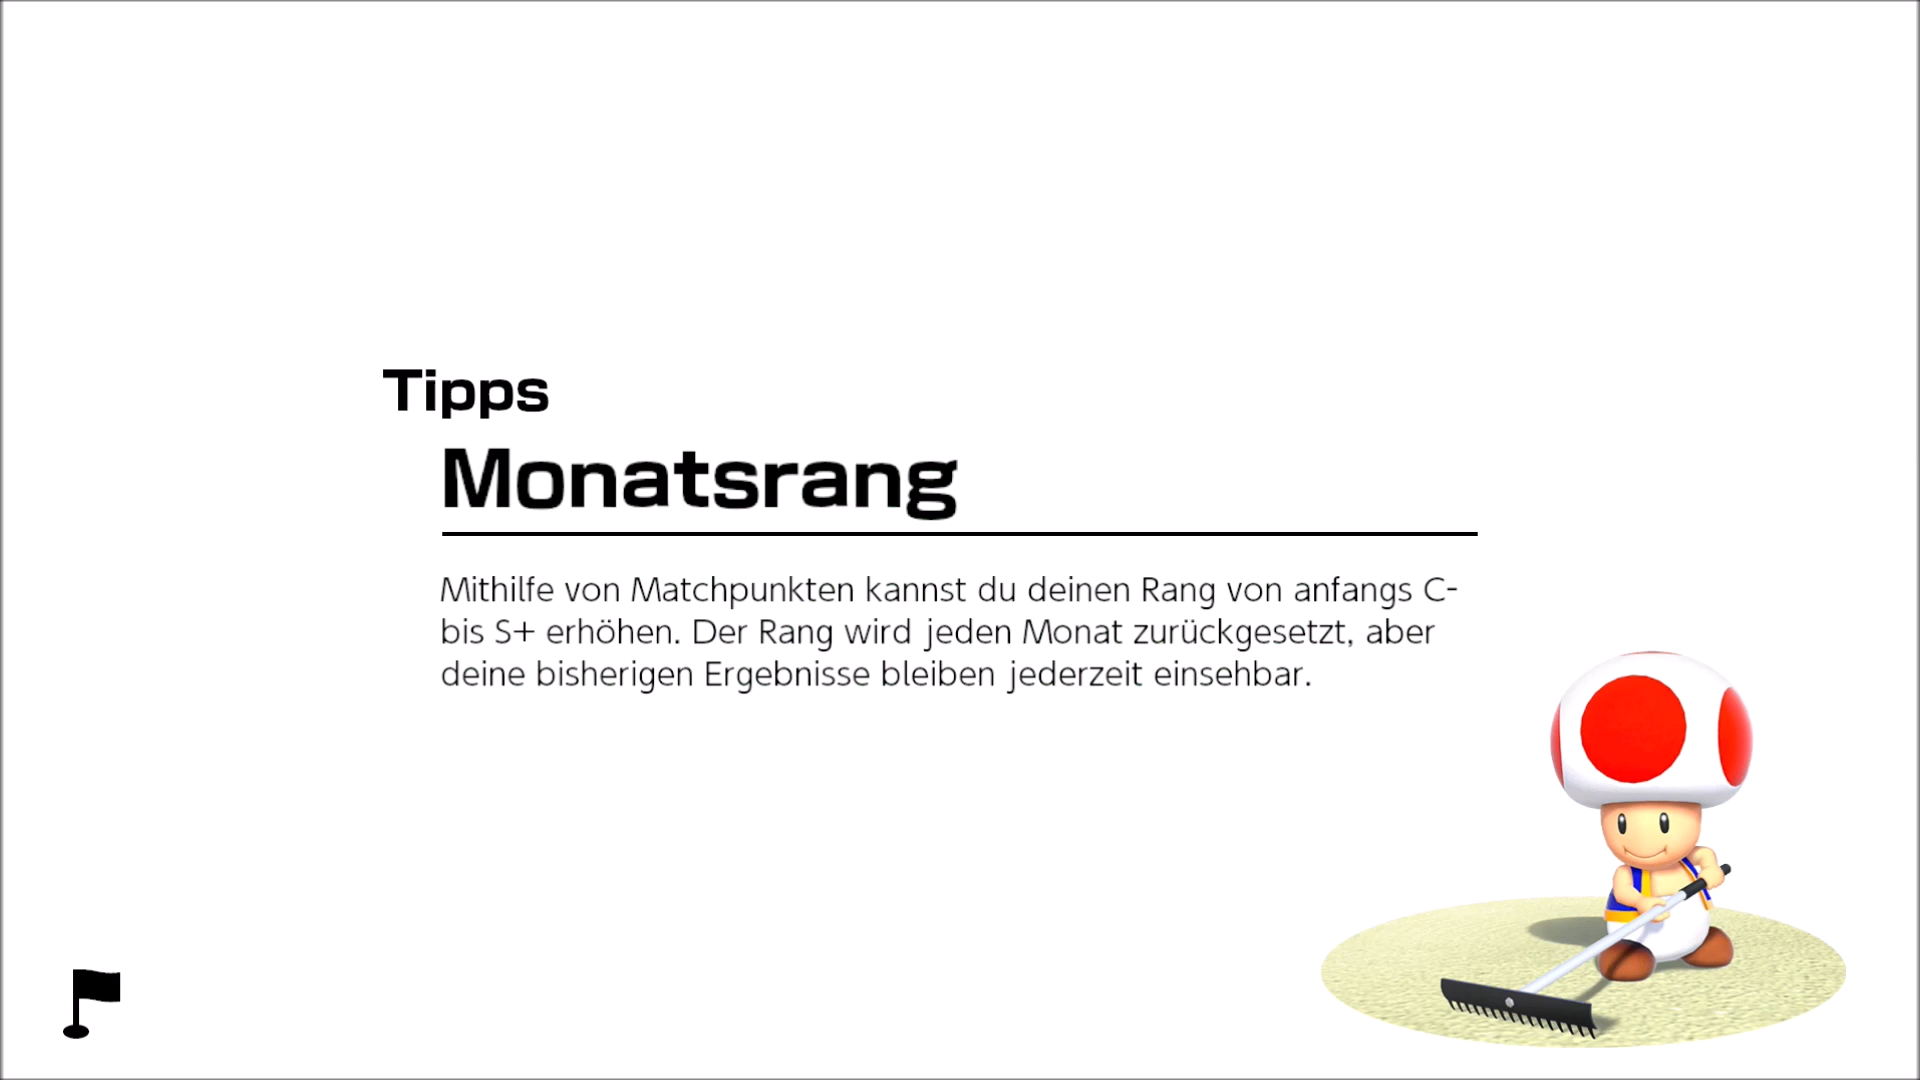 Tipps
Monatsrang
Mithilfe von Matchpunkten kannst du deinen Rang von anfangs C-
bis S+ erhöhen. Der Rang wird jeden Monat zurückgesetzt, aber
deine bisherigen Ergebnisse bleiben jederzeit einsehbar.